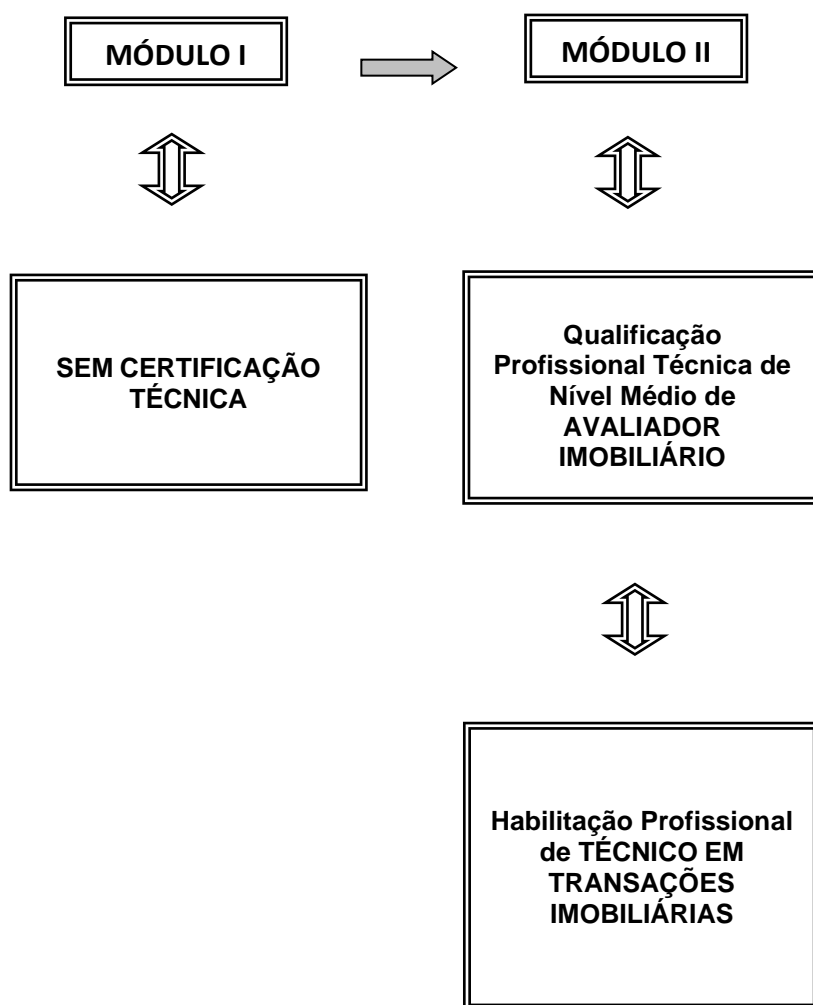 MÓDULO I
MÓDULO II
SEM CERTIFICAÇÃO
TÉCNICA
Qualificação
Profissional Técnica de
Nível Médio de
AVALIADOR
IMOBILIÁRIO
Habilitação Profissional
de TÉCNICO EM
TRANSAÇÕES
IMOBILIÁRIAS